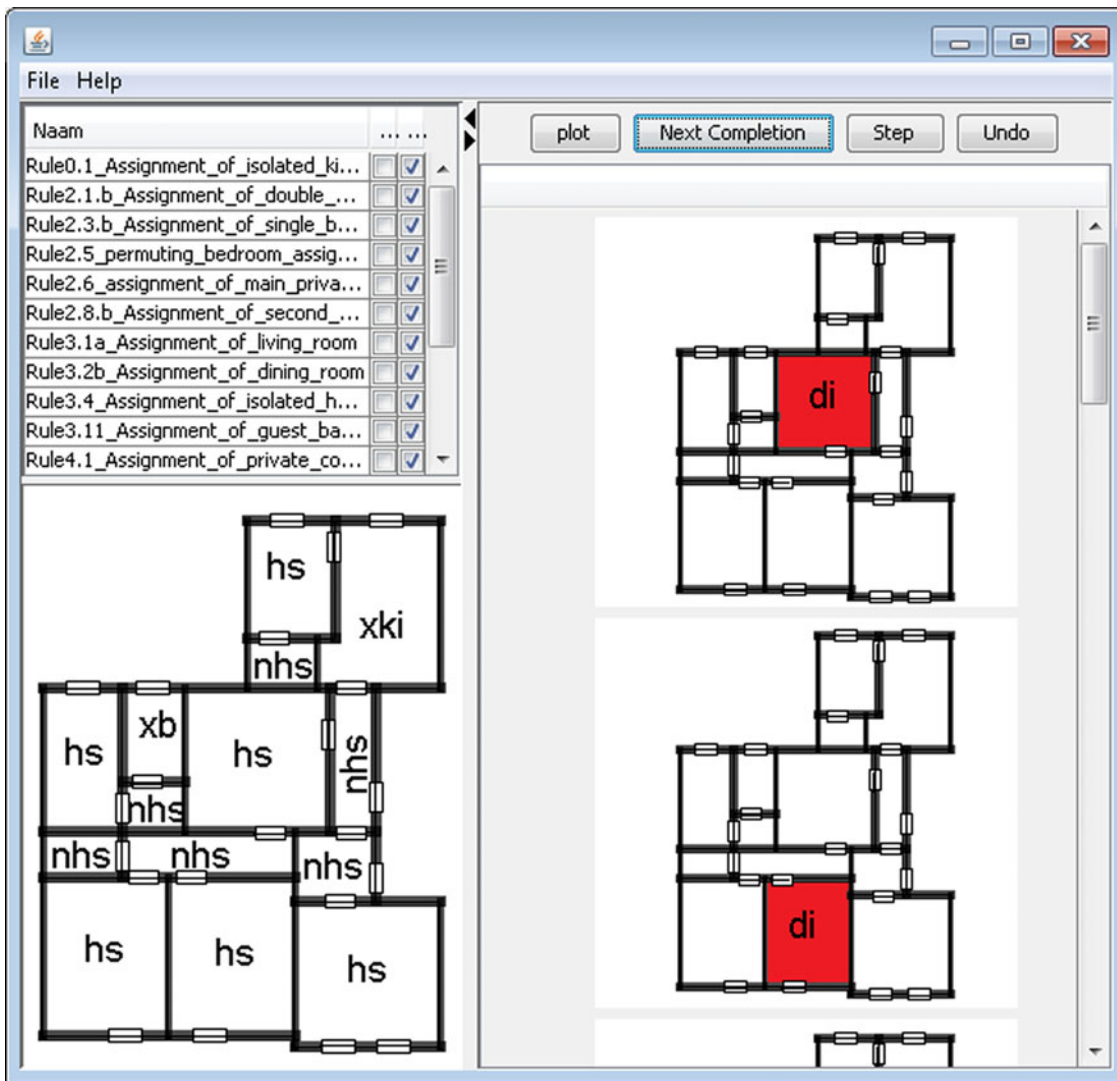 File Help
Naam ... ...
Rule0.1_Assignment_of_isolated_ki...
Rule2.1.b_Assignment_of_double_...
Rule2.3.b_Assignment_of_single_b...
Rule2.5_permuting_bedroom_assig...
Rule2.6_assignment_of_main_priva...
Rule2.8.b_Assignment_of_second_...
Rule3.1a_Assignment_of_living_room
Rule3.2b_Assignment_of_dining_room
Rule3.4_Assignment_of_isolated_h...
Rule3.11_Assignment_of_guest_ba...
Rule4.1_Assignment_of_private_co...
hs
xki
nhs
hs xb hs nhs
nhs
nhs nhs nhs
hs hs hs
plot Next Completion Step Undo
di
di